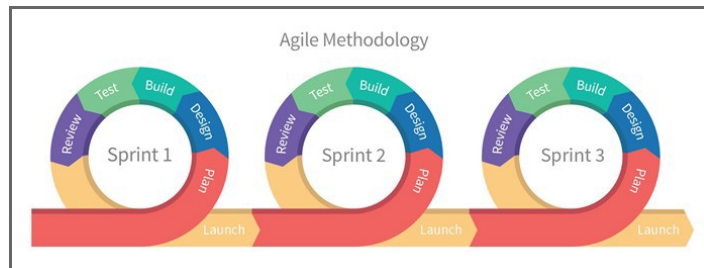 Agile Methodology
Test
Build
Review
Design
Sprint 1
Plan
Launch
Test
Build
Review
Design
Sprint 2
Plan
Launch
Test
Build
Review
Design
Sprint 3
Plan
Launch